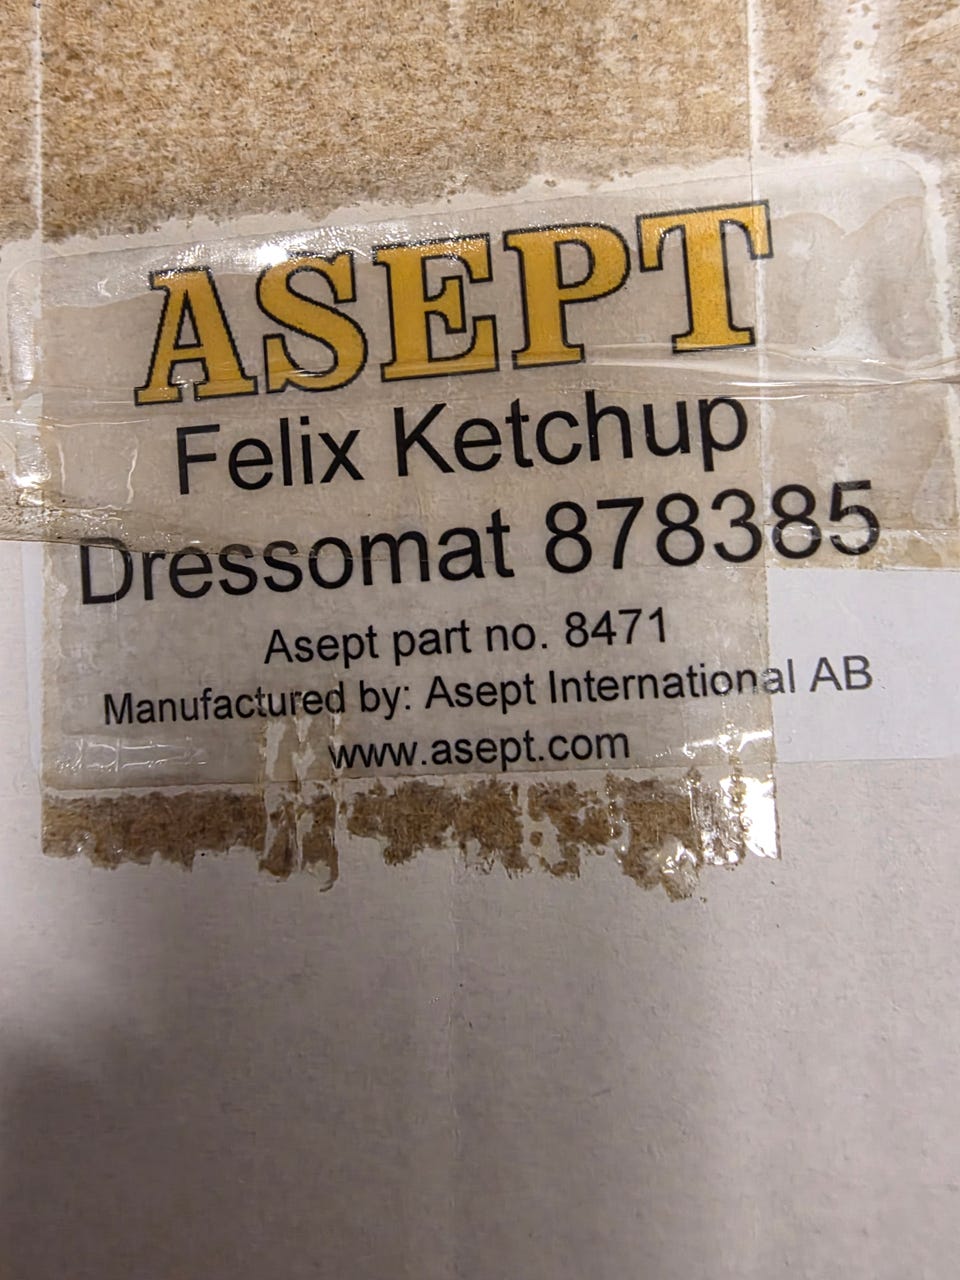 ASEPT
Felix Ketchup
Dressomat 878385
Asept part no. 8471
Manufactured by: Asept International AB
www.asept.com